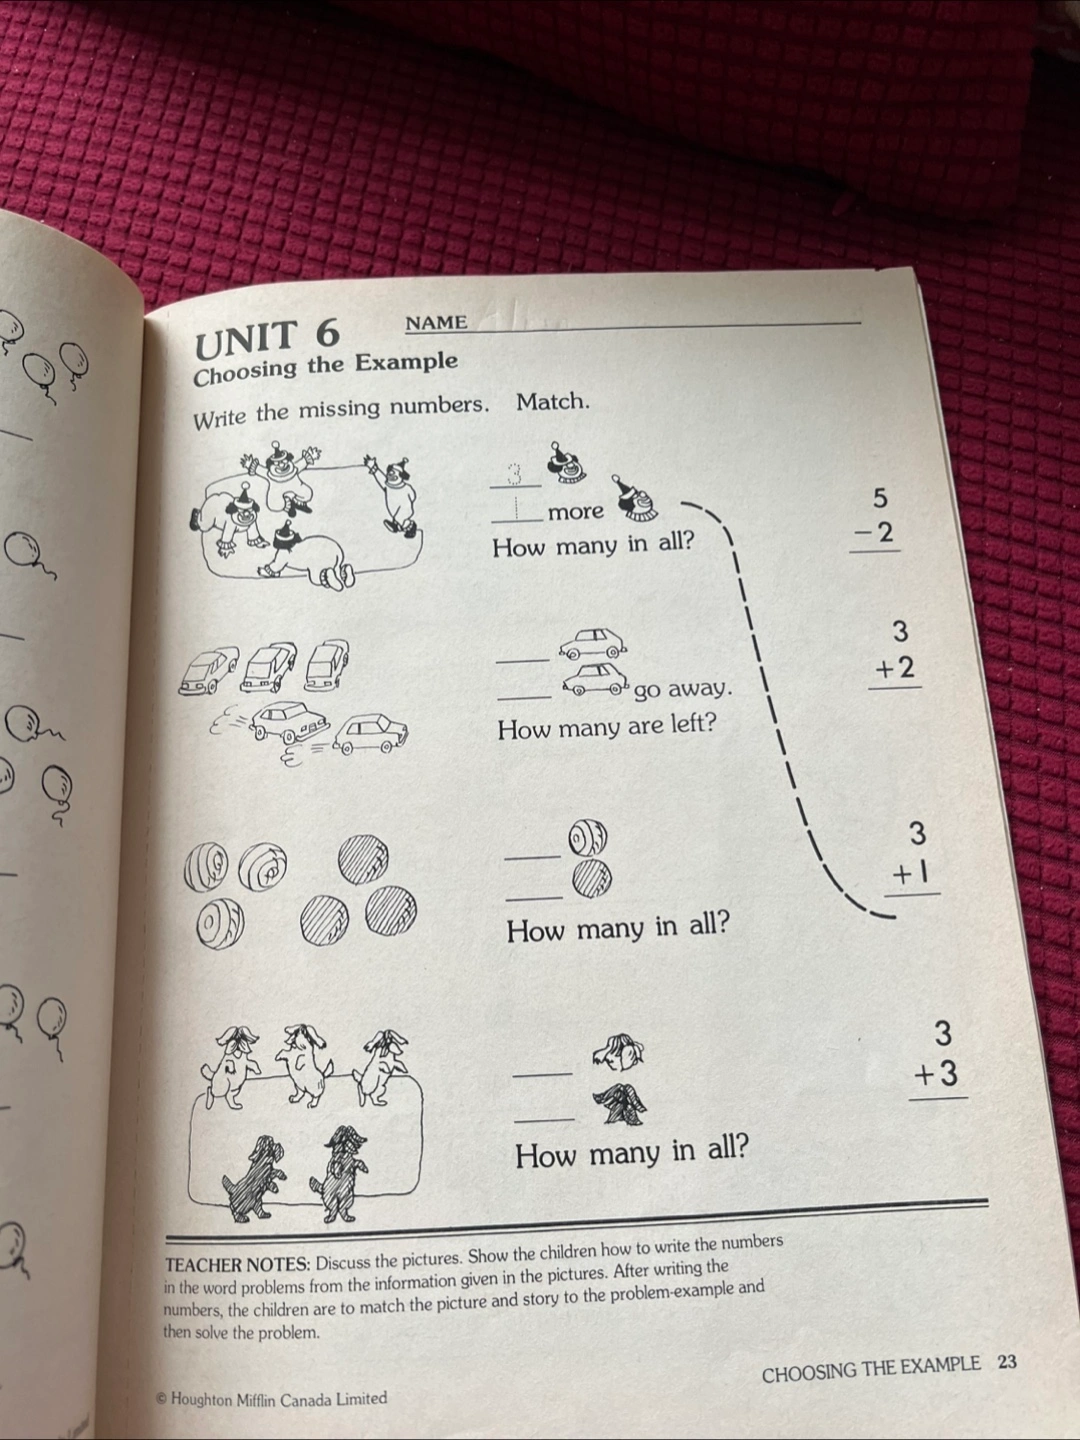 UNIT 6
NAME
Choosing the Example
Write the missing numbers. Match.
3
1 more
How many in all?
5
−2
go away.
How many are left?
3
+2
How many in all?
3
+1
How many in all?
3
+3
TEACHER NOTES: Discuss the pictures. Show the children how to write the numbers
in the word problems from the information given in the pictures. After writing the
numbers, the children are to match the picture and story to the problem-example and
then solve the problem.
CHOOSING THE EXAMPLE 23
© Houghton Mifflin Canada Limited